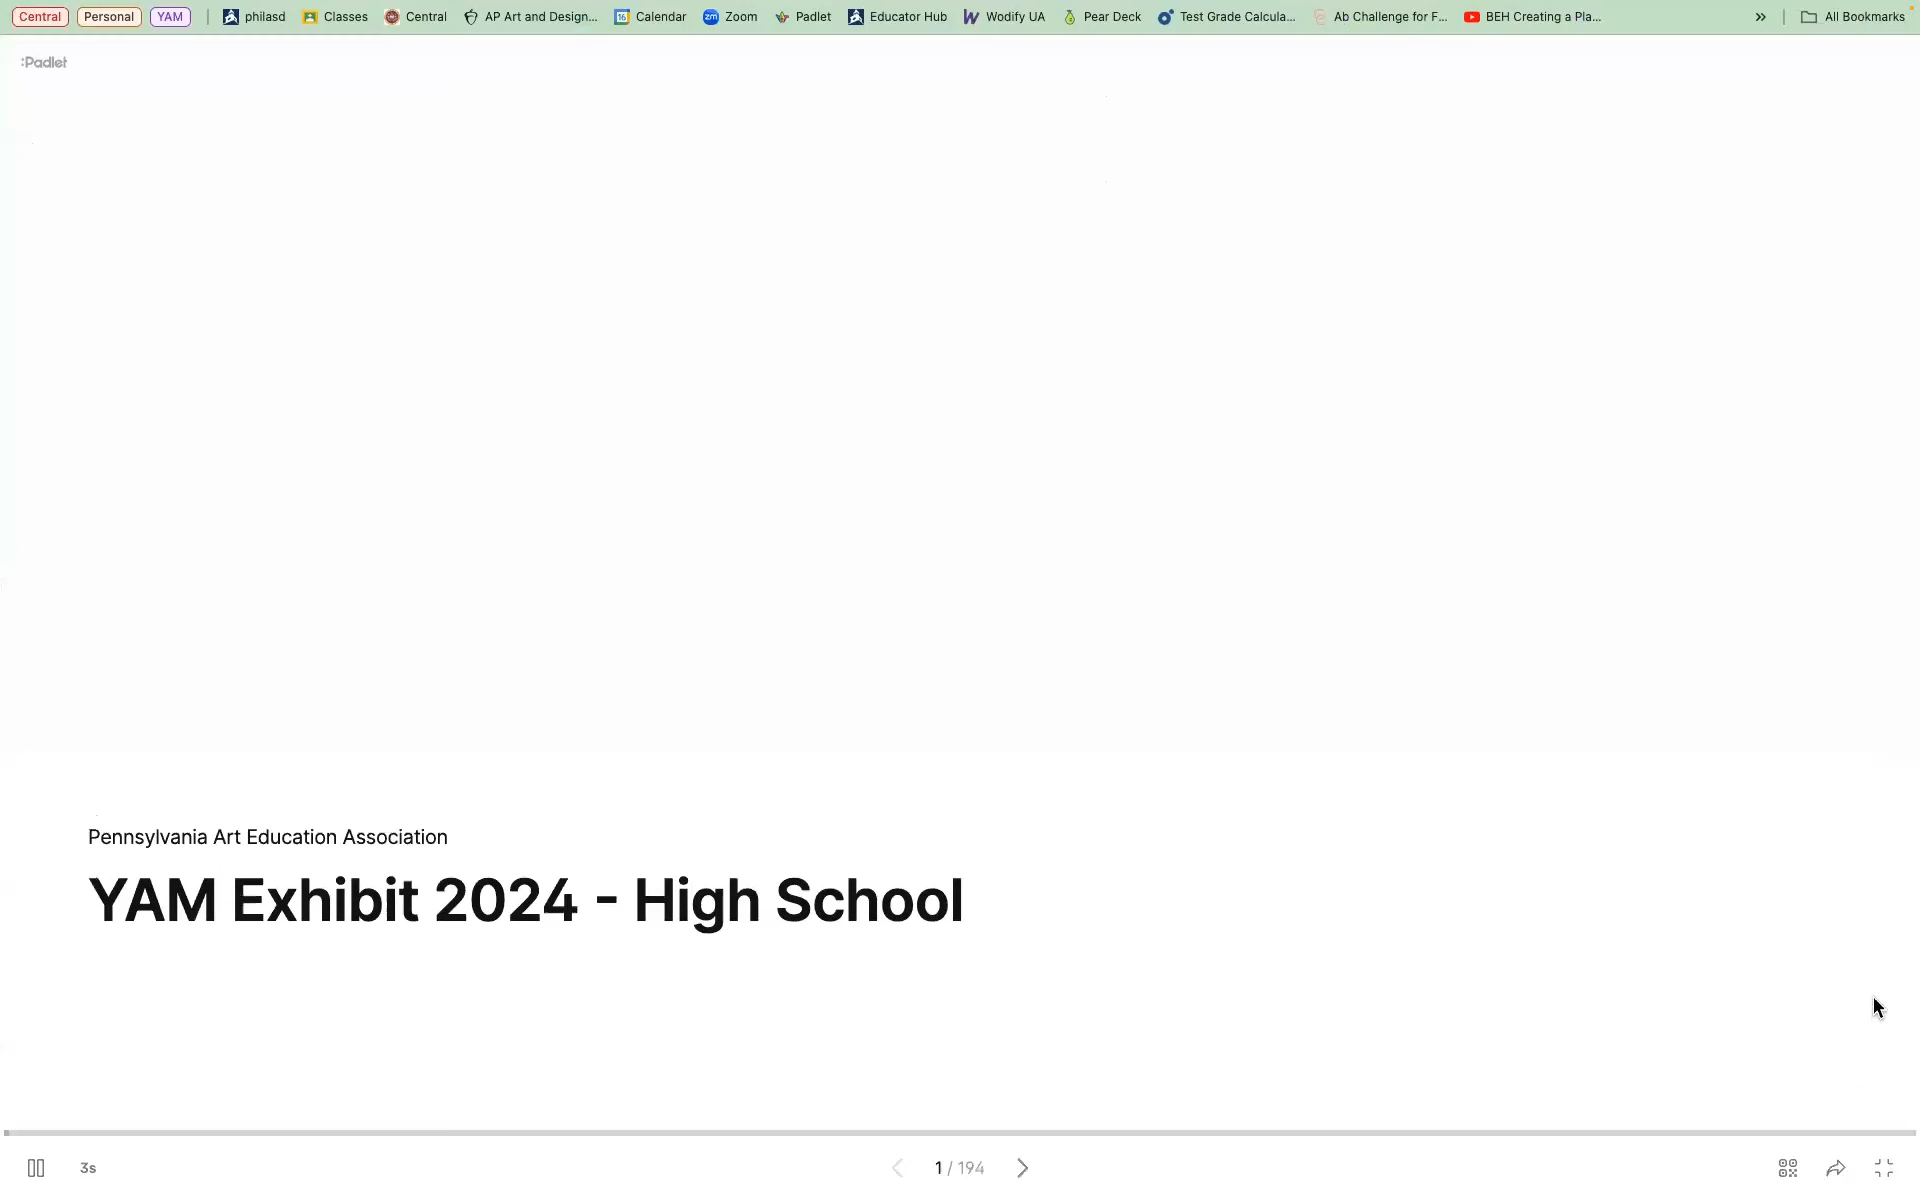 Central Personal YAM philasd Classes Central AP Art and Design... Calendar Zoom Padlet Educator Hub Wodify UA Pear Deck Test Grade Calcula... Ab Challenge for F... BEH Creating a Pla... » All Bookmarks
:Padlet
Pennsylvania Art Education Association
YAM Exhibit 2024 - High School
3s 1 / 194